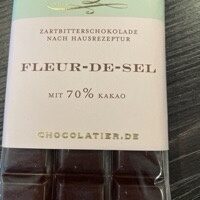 ZARTBITTERSCHOKOLADE
NACH HAUSREZEPTUR
FLEUR-DE-SEL
MIT 70% KAKAO
CHOCOLATIER.DE